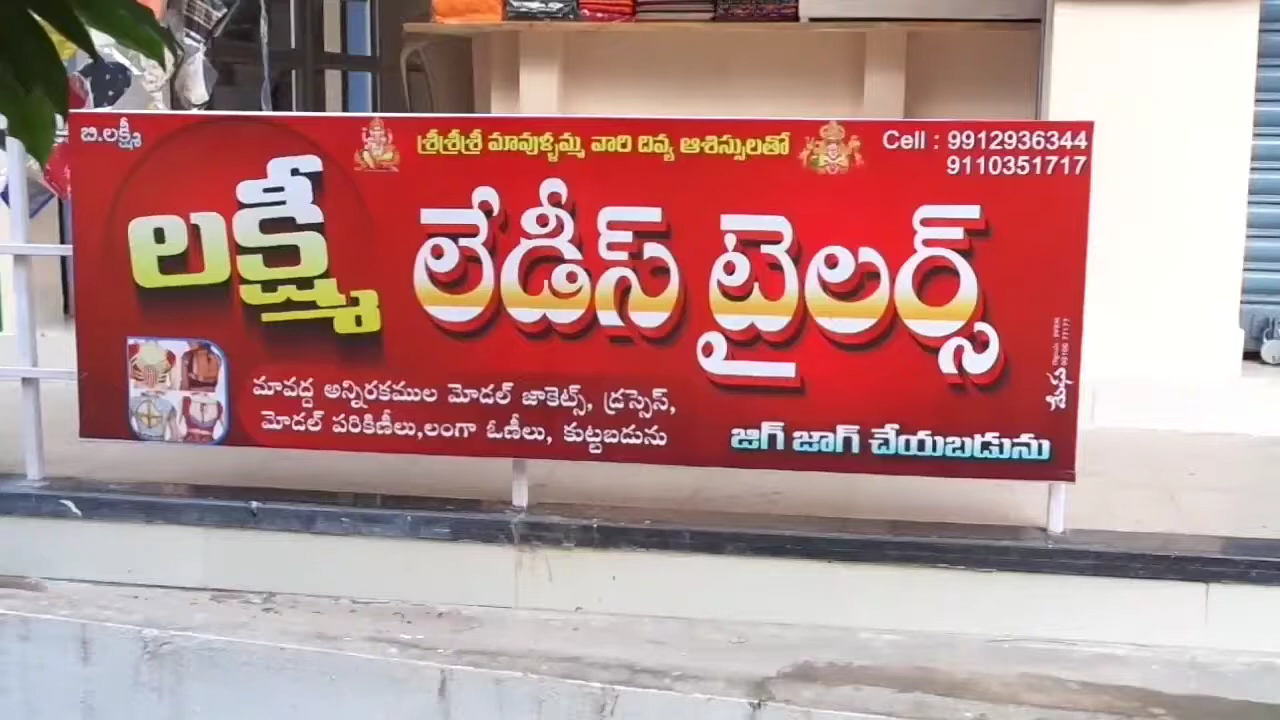 బి.లక్ష్మీ
శ్రీశ్రీశ్రీ మావుళ్ళమ్మ వారి దివ్య ఆశిస్సులతో
Cell : 9912936344
9110351717
లక్ష్మీ లేడీస్ టైలర్స్
మావద్ద అన్నిరకముల మోడల్ జాకెట్స్, డ్రస్సెస్,
మోడల్ పరికిణీలు,లంగా ఓణీలు, కుట్టబడును
జిగ్ జాగ్ చేయబడును
మేఘ